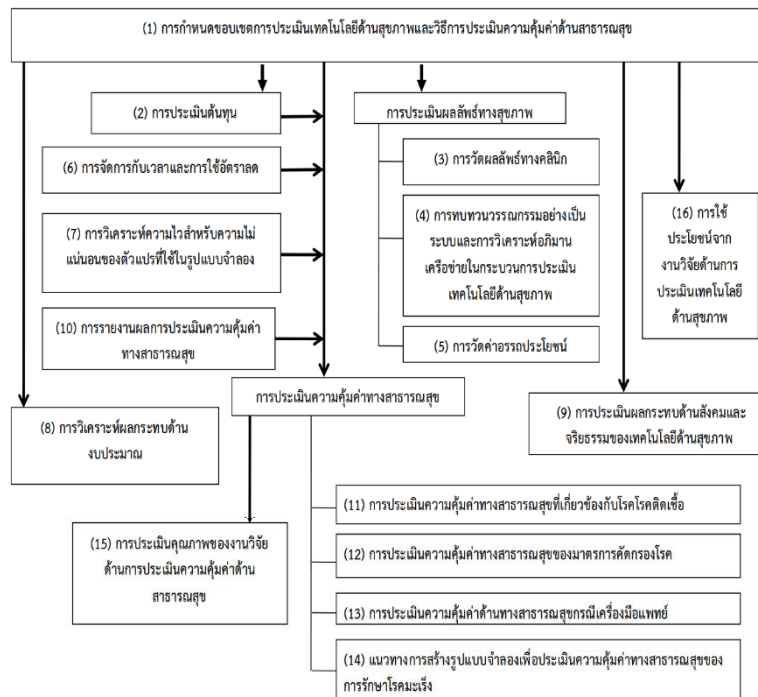 (1) การกำหนดขอบเขตการประเมินเทคโนโลยีด้านสุขภาพและวิธีการประเมินความคุ้มค่าด้านสาธารณสุข
(2) การประเมินต้นทุน
การประเมินผลลัพธ์ทางสุขภาพ
(3) การวัดผลลัพธ์ทางคลินิก
(6) การจัดการกับเวลาและการใช้อัตราลด
(4) การทบทวนวรรณกรรมอย่างเป็น
ระบบและการวิเคราะห์อภิมาน
เครือข่ายในกระบวนการประเมิน
เทคโนโลยีด้านสุขภาพ
(16) การใช้
ประโยชน์จาก
งานวิจัยด้านการ
ประเมินเทคโนโลยี
ด้านสุขภาพ
(7) การวิเคราะห์ความไวสำหรับความไม่
แน่นอนของตัวแปรที่ใช้ในรูปแบบจำลอง
(10) การรายงานผลการประเมินความคุ้มค่า
ทางสาธารณสุข
(5) การวัดค่าอรรถประโยชน์
การประเมินความคุ้มค่าทางสาธารณสุข
(8) การวิเคราะห์ผลกระทบด้าน
งบประมาณ
(9) การประเมินผลกระทบด้านสังคมและ
จริยธรรมของเทคโนโลยีด้านสุขภาพ
(11) การประเมินความคุ้มค่าทางสาธารณสุขที่เกี่ยวข้องกับโรคโรคติดเชื้อ
(15) การประเมินคุณภาพของงานวิจัย
ด้านการประเมินความคุ้มค่าด้าน
สาธารณสุข
(12) การประเมินความคุ้มค่าทางสาธารณสุขของมาตรการคัดกรองโรค
(13) การประเมินความคุ้มค่าด้านทางสาธารณสุขกรณีเครื่องมือแพทย์
(14) แนวทางการสร้างรูปแบบจำลองเพื่อประเมินความคุ้มค่าทางสาธารณสุขของ
การรักษาโรคมะเร็ง